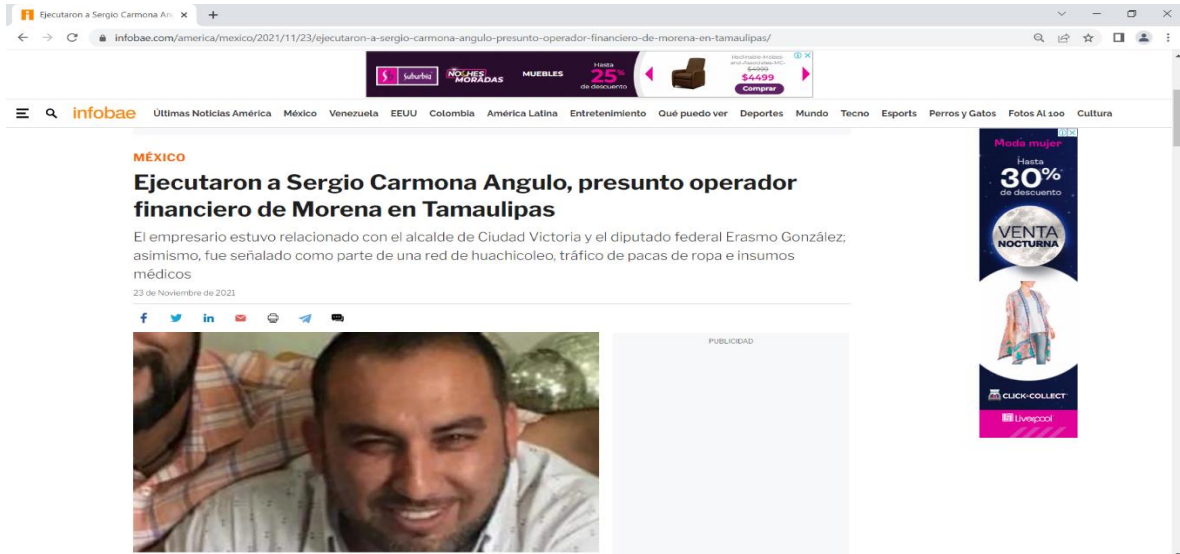 Ejecutaron a Sergio Carmona An
infobae.com/america/mexico/2021/11/23/ejecutaron-a-sergio-carmona-angulo-presunto-operador-financiero-de-morena-en-tamaulipas/
Suburbia NOCHES MORADAS MUEBLES Hasta 25% de descuento
$4999
$4499
Comprar
infobae Últimas Noticias América México Venezuela EEUU Colombia América Latina Entretenimiento Qué puedo ver Deportes Mundo Tecno Esports Perros y Gatos Fotos Al 100 Cultura
MÉXICO
Ejecutaron a Sergio Carmona Angulo, presunto operador
financiero de Morena en Tamaulipas
El empresario estuvo relacionado con el alcalde de Ciudad Victoria y el diputado federal Erasmo González;
asimismo, fue señalado como parte de una red de huachicoleo, tráfico de pacas de ropa e insumos
médicos
23 de Noviembre de 2021
PUBLICIDAD
Moda mujer
Hasta
30%
de descuento
VENTA
NOCTURNA
CLICK+COLLECT
Liverpool